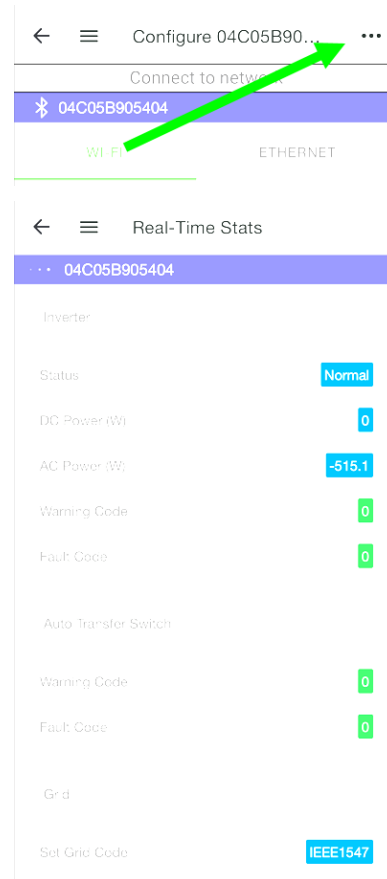 Configure 04C05B90...
Connect to network
04C05B905404
WI-FI
ETHERNET
Real-Time Stats
04C05B905404
Inverter
Status Normal
DC Power (W) 0
AC Power (W) -515.1
Warning Code 0
Fault Code 0
Auto Transfer Switch
Warning Code 0
Fault Code 0
Grid
Set Grid Code IEEE1547